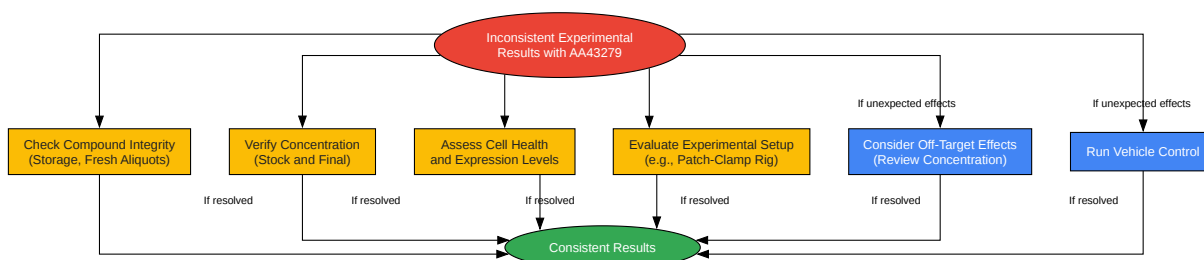 Inconsistent Experimental
Results with AA43279
If unexpected effects
If unexpected effects
Check Compound Integrity
(Storage, Fresh Aliquots)
Verify Concentration
(Stock and Final)
Assess Cell Health
and Expression Levels
Evaluate Experimental Setup
(e.g., Patch-Clamp Rig)
Consider Off-Target Effects
(Review Concentration)
Run Vehicle Control
If resolved
If resolved
If resolved
If resolved
If resolved
If resolved
Consistent Results